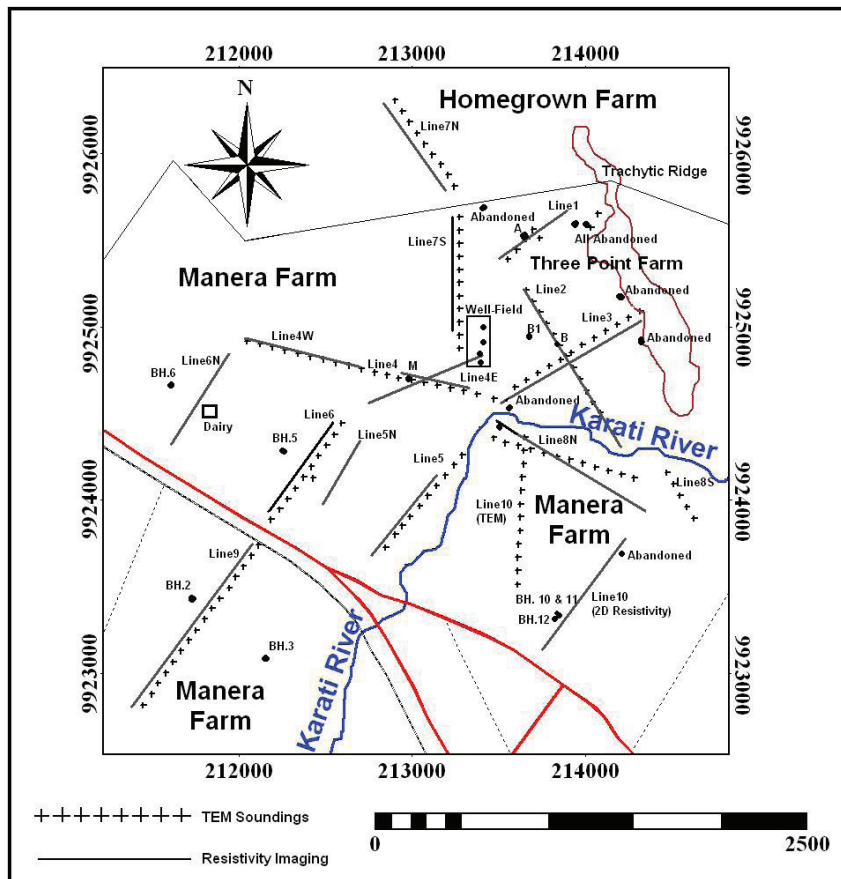 212000 213000 214000
N
Homegrown Farm
Line7N
9926000 9926000
Trachytic Ridge
Abandoned
Line1
A
All Abandoned
Line7S
Manera Farm
Three Point Farm
Line2
Abandoned
Well-Field
Line3
9925000 9925000
B1
B
Abandoned
Line4W
Line4
M
Line4E
Line6N
BH.6
Abandoned
Dairy
Line6
Karati River
Line5N
Line8N
BH.5
Line5
Line8S
Line10
(TEM)
Manera
Farm
9924000 9924000
Line9
Abandoned
BH.2
BH. 10 & 11
Line10
(2D Resistivity)
BH.12
BH.3
Manera
Farm
Karati River
9923000 9923000
212000 213000 214000
TEM Soundings
Resistivity Imaging
0 2500